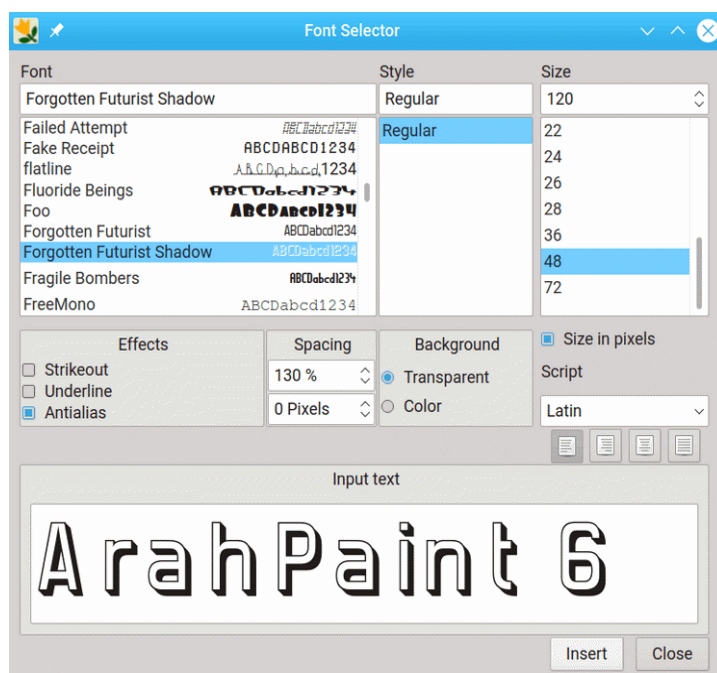 Font Selector
Font Style Size
Forgotten Futurist Shadow Regular 120
Failed Attempt ABCDabcd1234
Fake Receipt ABCDABCD1234
flatline ABCDabcd1234
Fluoride Beings ABCDabcd1234
Foo ABCDABCD1234
Forgotten Futurist ABCDabcd1234
Forgotten Futurist Shadow ABCDabcd1234
Fragile Bombers ABCDabcd1234
FreeMono ABCDabcd1234
Regular
22
24
26
28
36
48
72
Effects
Strikeout
Underline
Antialias
Spacing
130 %
0 Pixels
Background
Transparent
Color
Size in pixels
Script
Latin
Input text
ArahPaint 6
Insert Close